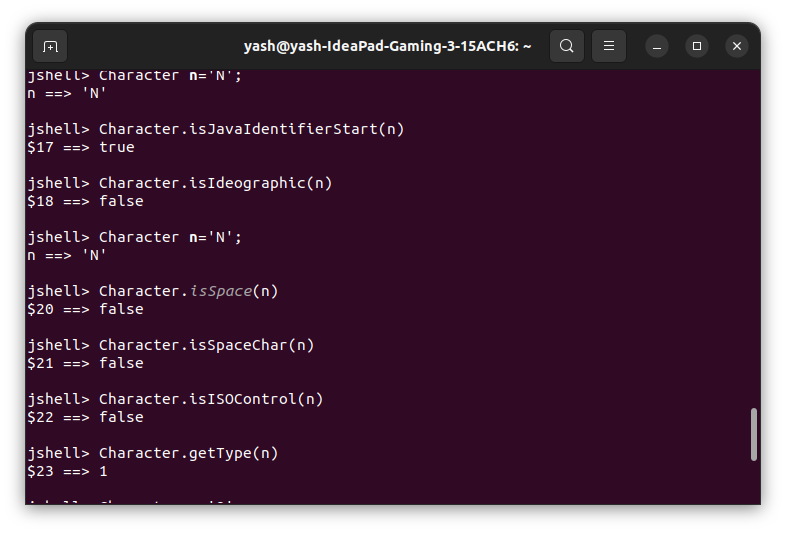 yash@yash-IdeaPad-Gaming-3-15ACH6: ~
jshell> Character n='N';
n ==> 'N'
jshell> Character.isJavaIdentifierStart(n)
$17 ==> true
jshell> Character.isIdeographic(n)
$18 ==> false
jshell> Character n='N';
n ==> 'N'
jshell> Character.isSpace(n)
$20 ==> false
jshell> Character.isSpaceChar(n)
$21 ==> false
jshell> Character.isISOControl(n)
$22 ==> false
jshell> Character.getType(n)
$23 ==> 1